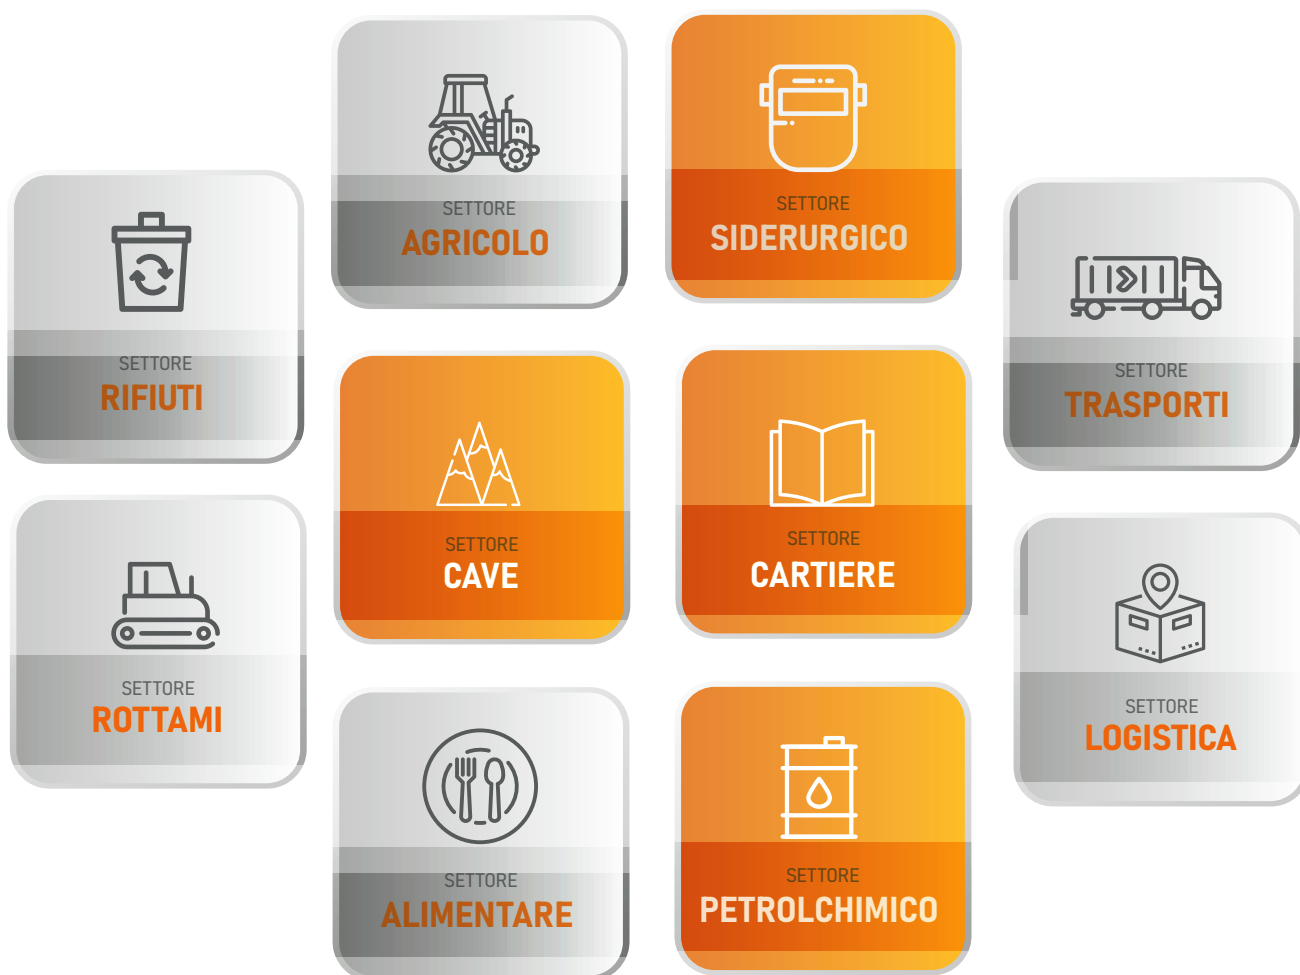 SETTORE
AGRICOLO
SETTORE
SIDERURGICO
SETTORE
RIFIUTI
SETTORE
TRASPORTI
SETTORE
CAVE
SETTORE
CARTIERE
SETTORE
ROTTAMI
SETTORE
LOGISTICA
SETTORE
ALIMENTARE
SETTORE
PETROLCHIMICO